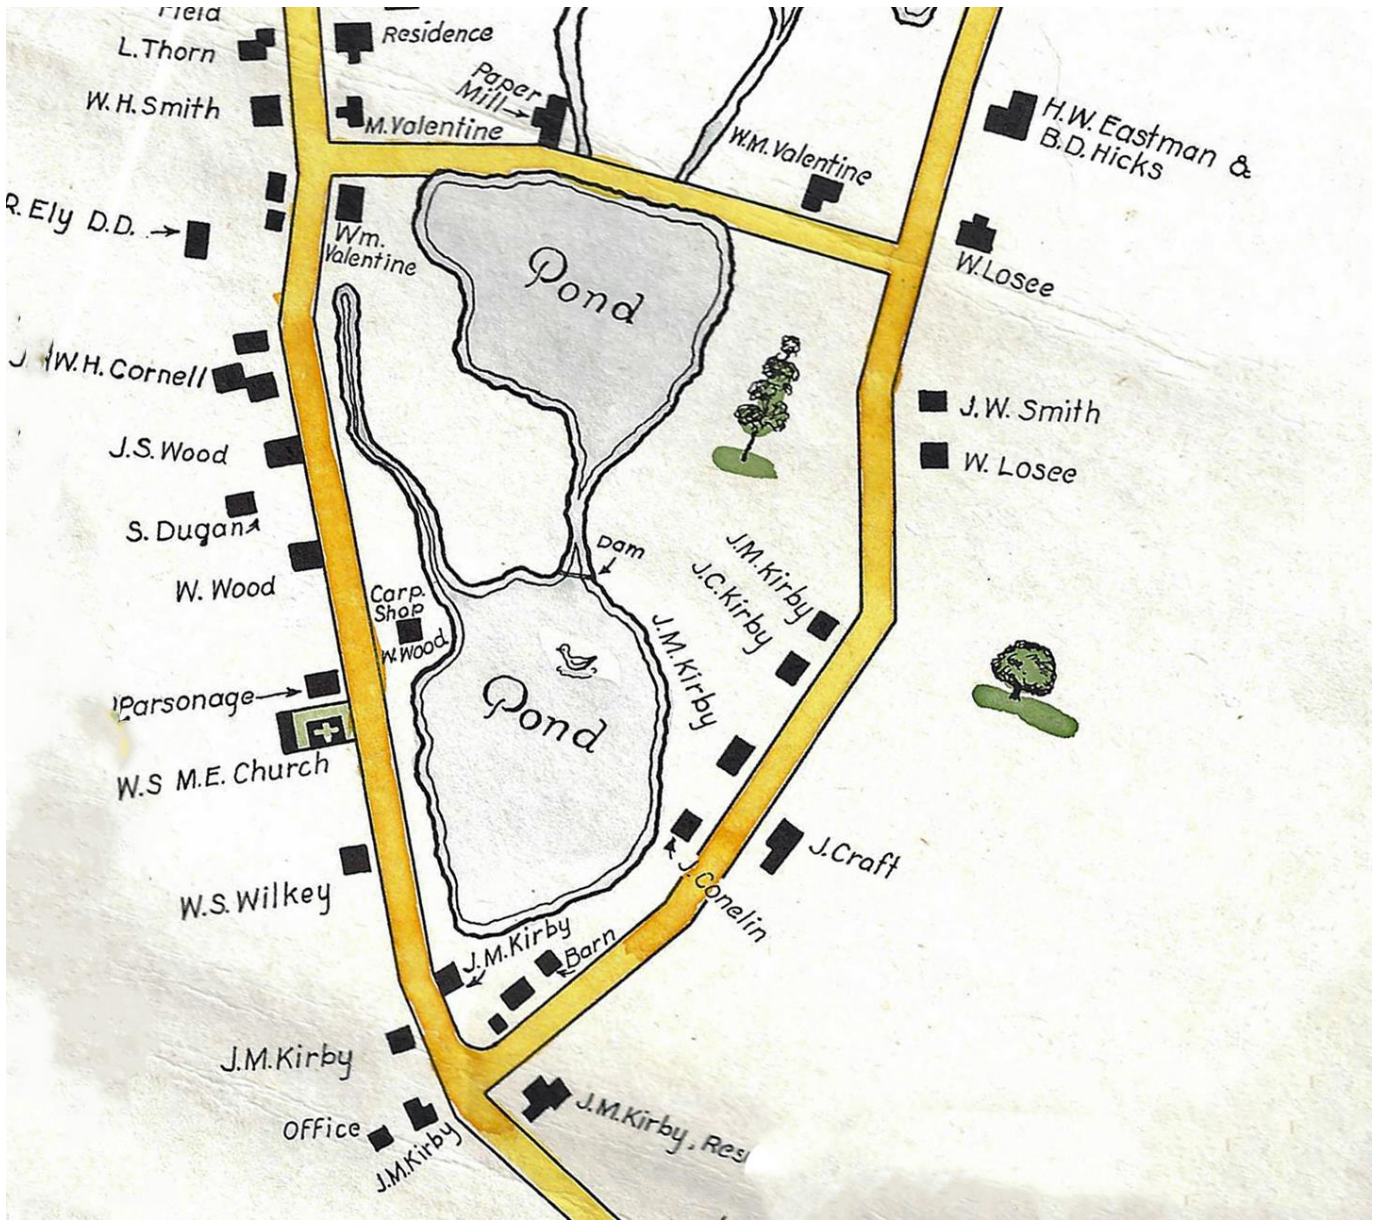 Field
L. Thorn
Residence
W. H. Smith
Paper
Mill
M. Valentine
W. M. Valentine
H. W. Eastman &
B. D. Hicks
R. Ely D.D.
Wm.
Valentine
Pond
W. Losee
W. H. Cornell
J. W. Smith
J. S. Wood
W. Losee
S. Dugan
Dam
W. Wood
Carp.
Shop
W. Wood
J. M. Kirby
J. C. Kirby
J. M. Kirby
Parsonage
Pond
W. S M. E. Church
J. Craft
W. S. Wilkey
J. Conelin
J. M. Kirby
Barn
J. M. Kirby
J. M. Kirby, Res
Office
J. M. Kirby